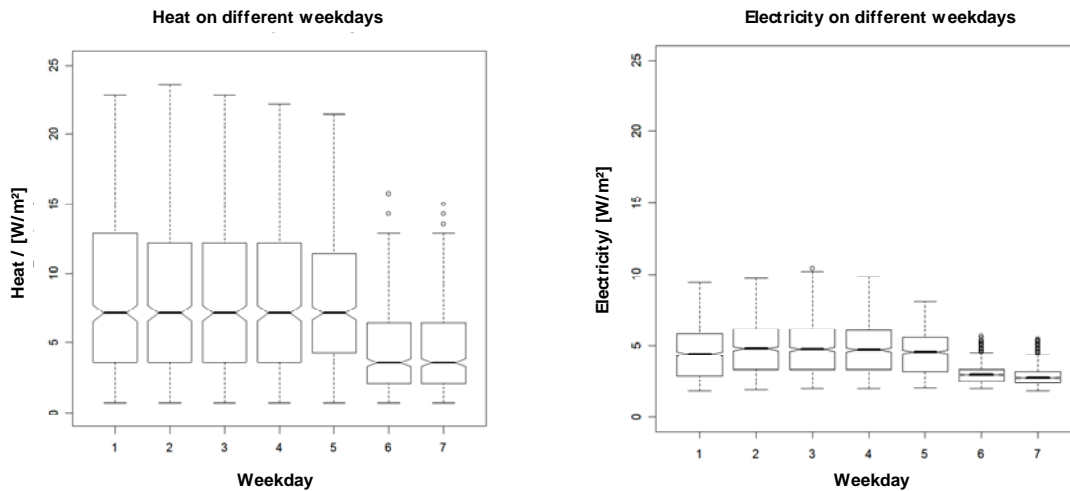 Heat on different weekdays
Heat / [W/m²]
25
20
15
10
5
0
1 2 3 4 5 6 7
Weekday
Electricity on different weekdays
Electricity/ [W/m²]
25
20
15
10
5
0
1 2 3 4 5 6 7
Weekday